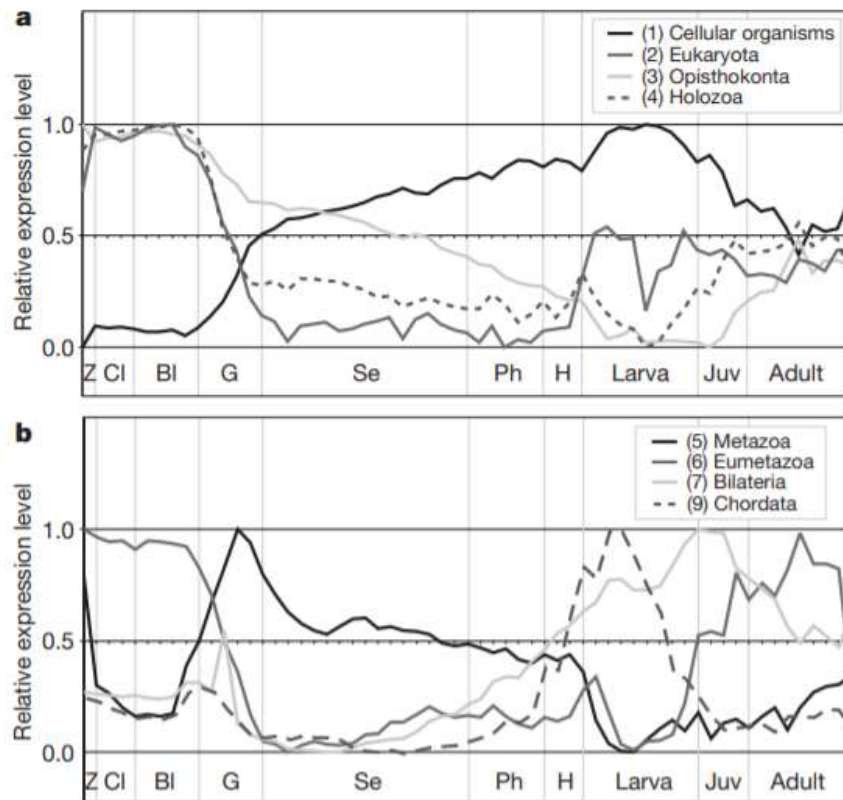 a
(1) Cellular organisms
(2) Eukaryota
(3) Opisthokonta
(4) Holozoa
Relative expression level
1.0
0.5
0.0
Z Cl Bl G Se Ph H Larva Juv Adult
b
(5) Metazoa
(6) Eumetazoa
(7) Bilateria
(9) Chordata
Relative expression level
1.0
0.5
0.0
Z Cl Bl G Se Ph H Larva Juv Adult